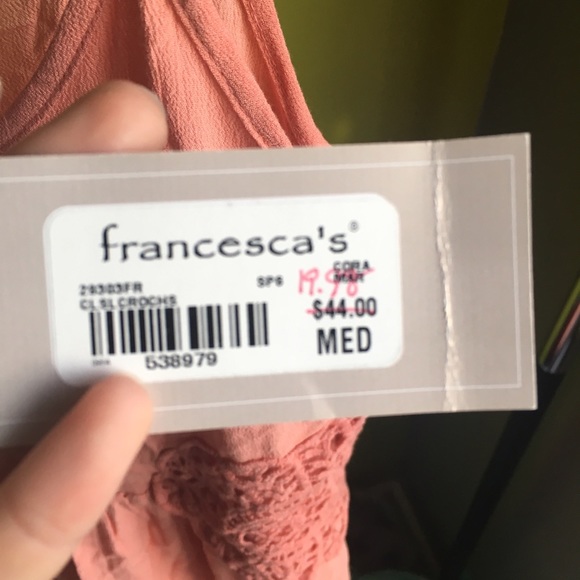 francesca's®
CORA
29303FR SP6 19.98
CLSLCROCHS
$44.00
538979 MED